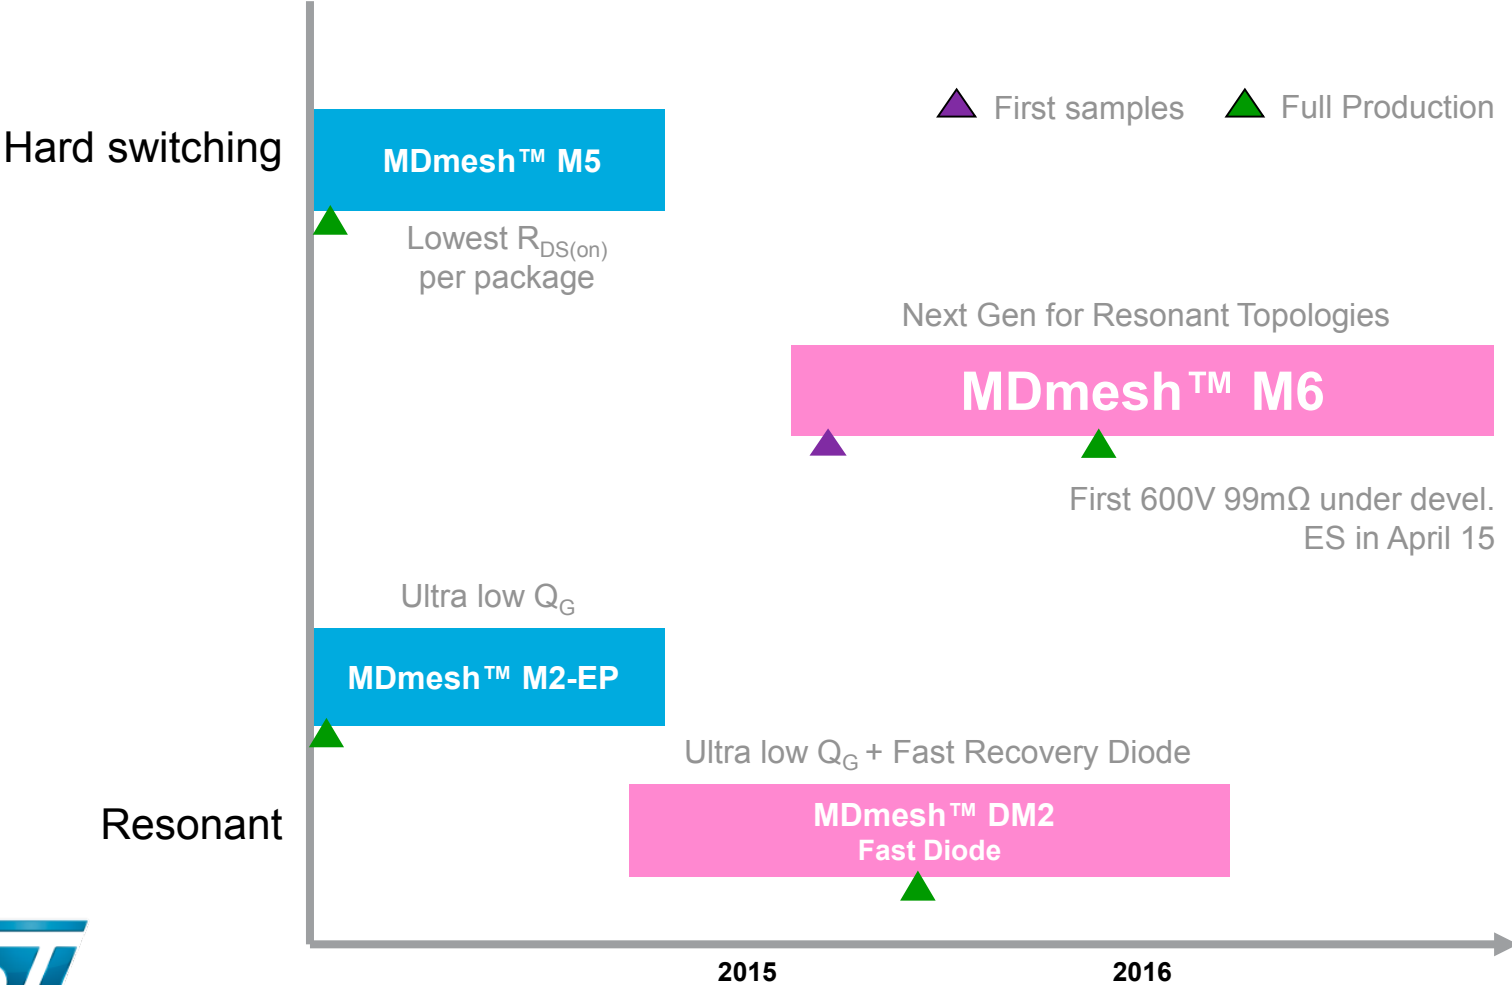 First samples
Full Production
Hard switching
MDmesh™ M5
Lowest RDS(on)
per package
Next Gen for Resonant Topologies
MDmesh™ M6
First 600V 99mΩ under devel.
ES in April 15
Ultra low QG
MDmesh™ M2-EP
Ultra low QG + Fast Recovery Diode
Resonant
MDmesh™ DM2
Fast Diode
2015
2016